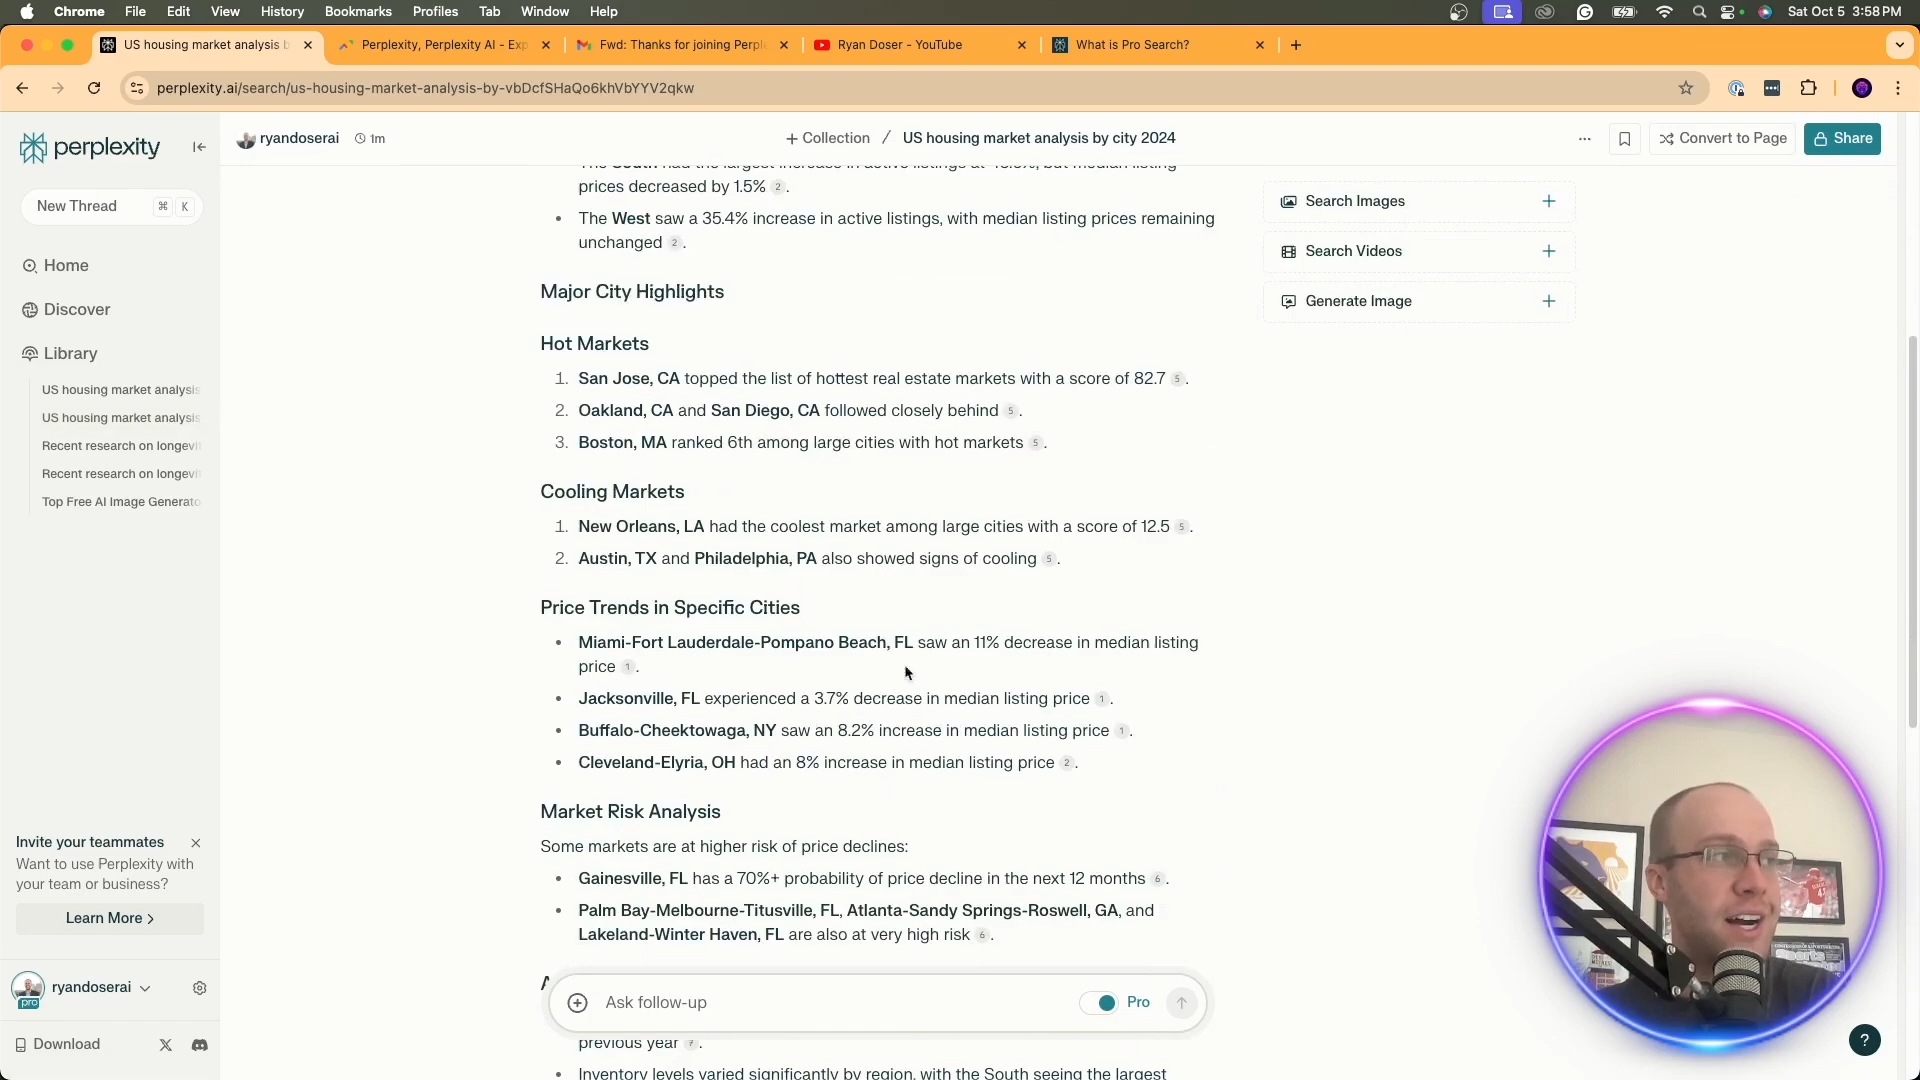 Chrome File Edit View History Bookmarks Profiles Tab Window Help
Sat Oct 5 3:58 PM
US housing market analysis b
Perplexity, Perplexity AI - Exp
Fwd: Thanks for joining Perpl
Ryan Doser - YouTube
What is Pro Search?
perplexity.ai/search/us-housing-market-analysis-by-vbDcfSHaQo6khVbYYV2qkw
perplexity
ryandoserai 1m
+ Collection / US housing market analysis by city 2024
Convert to Page
Share
New Thread ⌘ K
Home
Discover
Library
US housing market analysis
US housing market analysis
Recent research on longevi
Recent research on longevi
Top Free AI Image Generato
Invite your teammates
Want to use Perplexity with
your team or business?
Learn More
ryandoserai
pro
Download
prices decreased by 1.5% 2.
• The West saw a 35.4% increase in active listings, with median listing prices remaining
unchanged 2.
Major City Highlights
Hot Markets
1. San Jose, CA topped the list of hottest real estate markets with a score of 82.7 5.
2. Oakland, CA and San Diego, CA followed closely behind 5.
3. Boston, MA ranked 6th among large cities with hot markets 5.
Cooling Markets
1. New Orleans, LA had the coolest market among large cities with a score of 12.5 5.
2. Austin, TX and Philadelphia, PA also showed signs of cooling 5.
Price Trends in Specific Cities
• Miami-Fort Lauderdale-Pompano Beach, FL saw an 11% decrease in median listing
price 1.
• Jacksonville, FL experienced a 3.7% decrease in median listing price 1.
• Buffalo-Cheektowaga, NY saw an 8.2% increase in median listing price 1.
• Cleveland-Elyria, OH had an 8% increase in median listing price 2.
Market Risk Analysis
Some markets are at higher risk of price declines:
• Gainesville, FL has a 70%+ probability of price decline in the next 12 months 6.
• Palm Bay-Melbourne-Titusville, FL, Atlanta-Sandy Springs-Roswell, GA, and
Lakeland-Winter Haven, FL are also at very high risk 6.
Ask follow-up
Pro
previous year 7.
• Inventory levels varied significantly by region, with the South seeing the largest
Search Images
Search Videos
Generate Image
?